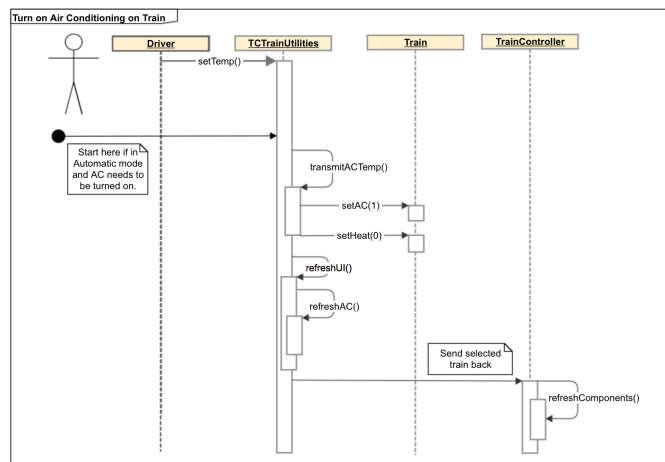 Turn on Air Conditioning on Train
Driver
TCTrainUtilities
Train
TrainController
setTemp()
Start here if in
Automatic mode
and AC needs to
be turned on.
transmitACTemp()
setAC(1)
setHeat(0)
refreshUI()
refreshAC()
Send selected
train back
refreshComponents()